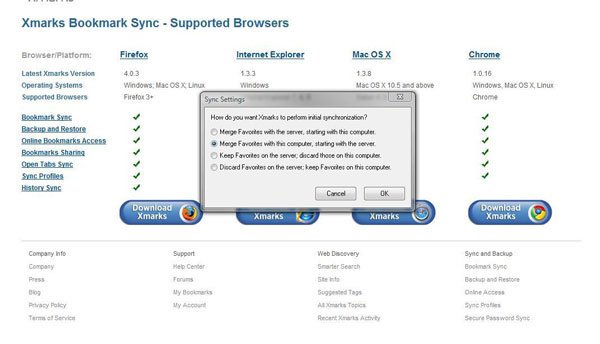 Xmarks Bookmark Sync - Supported Browsers
Browser/Platform: Firefox Internet Explorer Mac OS X Chrome
Latest Xmarks Version 4.0.3 1.3.3 1.3.8 1.0.16
Operating Systems Windows; Mac OS X; Linux Windows Mac OS X 10.5 and above Windows, Mac OS X, Linux
Supported Browsers Firefox 3+ Chrome
Sync Settings
How do you want Xmarks to perform initial synchronization?
Merge Favorites with the server, starting with this computer.
Merge Favorites with this computer, starting with the server.
Keep Favorites on the server; discard those on this computer.
Discard Favorites on the server; keep Favorites on this computer.
Cancel OK
Bookmark Sync
Backup and Restore
Online Bookmarks Access
Bookmarks Sharing
Open Tabs Sync
Sync Profiles
History Sync
Download Download
Xmarks Xmarks Xmarks Xmarks
Company Info Support Web Discovery Sync and Backup
Company Help Center Smarter Search Bookmark Sync
Press Forums Site Info Backup and Restore
Blog My Bookmarks Suggested Tags Online Access
Privacy Policy My Account All Xmarks Topics Sync Profiles
Terms of Service Recent Xmarks Activity Secure Password Sync